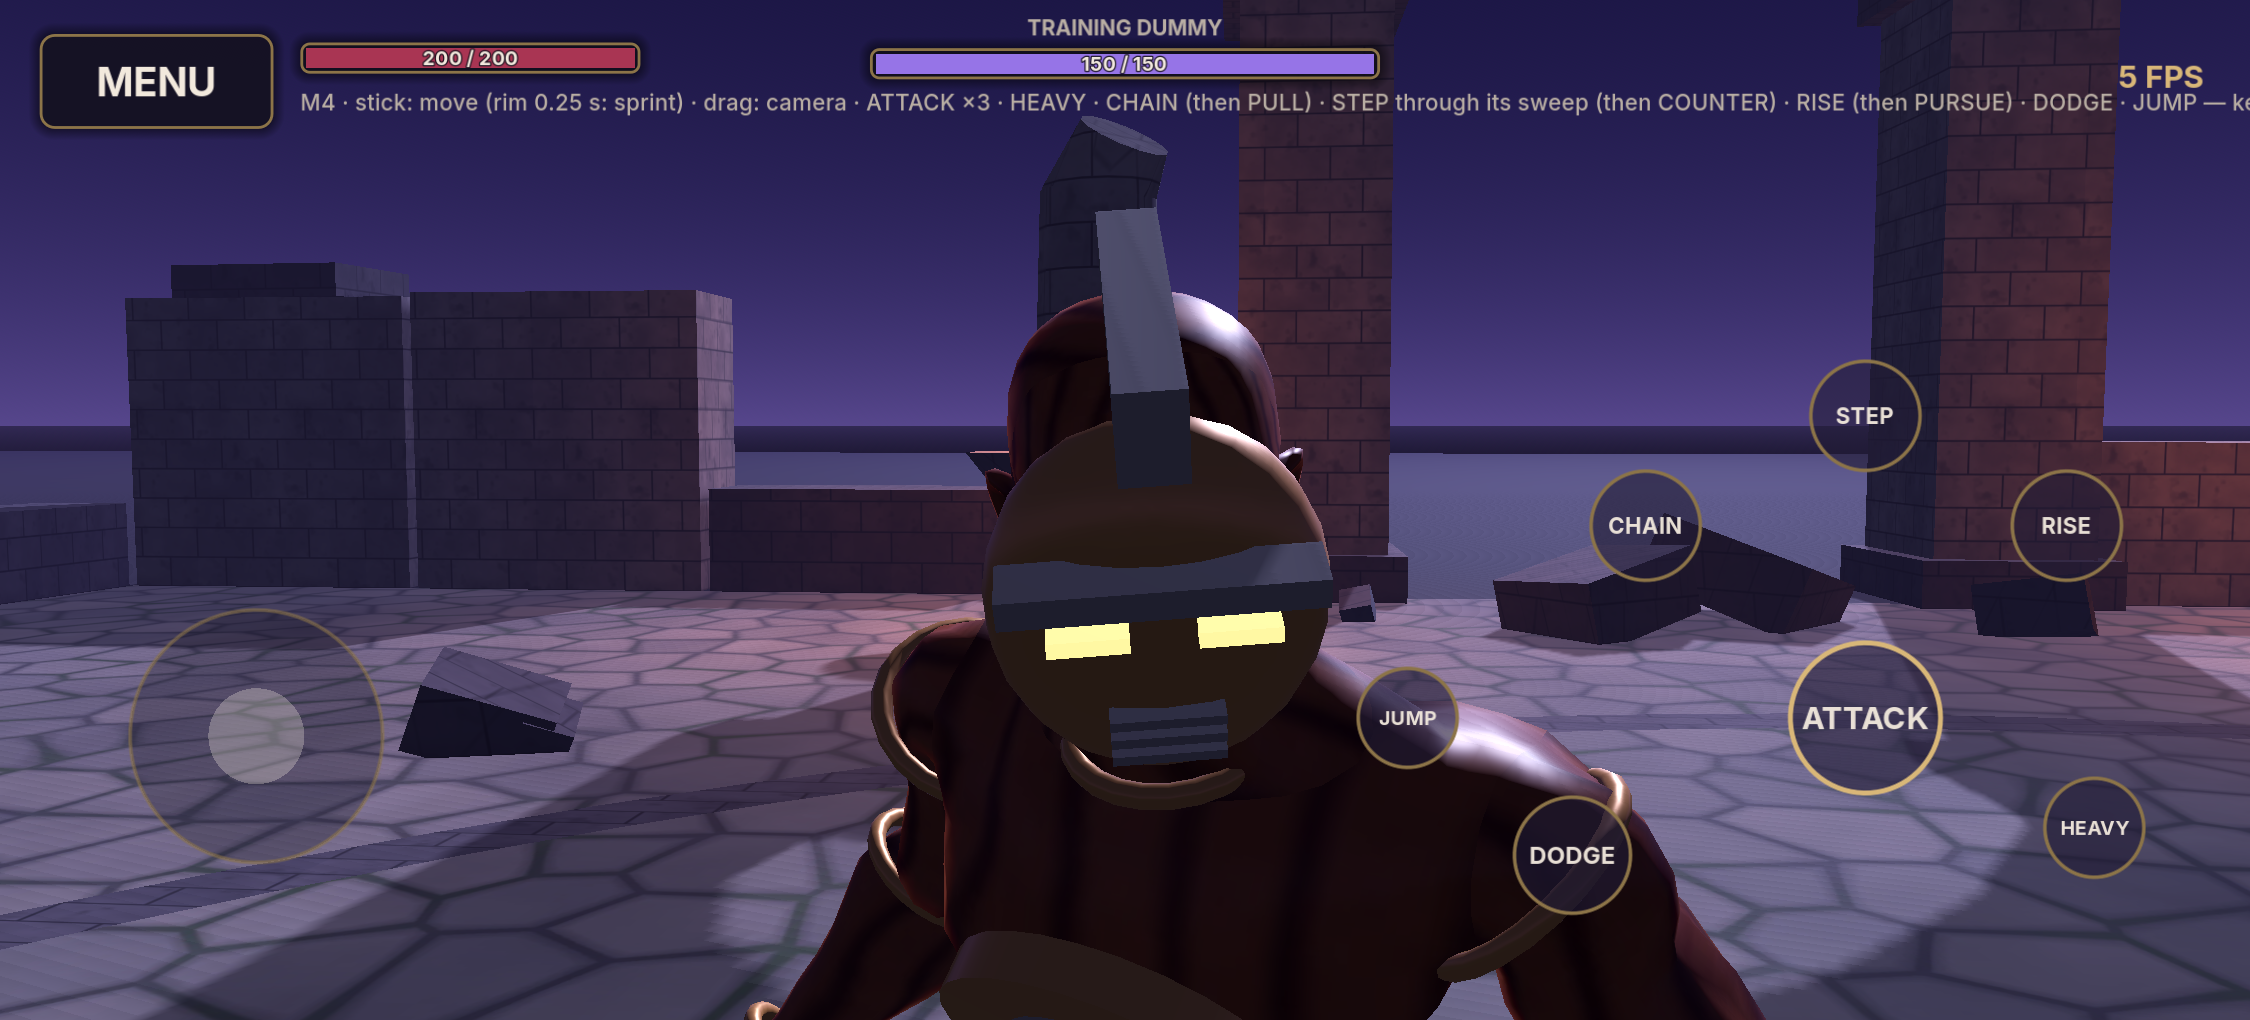 TRAINING DUMMY
MENU
200 / 200
150 / 150
5 FPS
M4 · stick: move (rim 0.25 s: sprint) · drag: camera · ATTACK ×3 · HEAVY · CHAIN (then PULL) · STEP through its sweep (then COUNTER) · RISE (then PURSUE) · DODGE · JUMP —
STEP
CHAIN
RISE
JUMP
ATTACK
HEAVY
DODGE